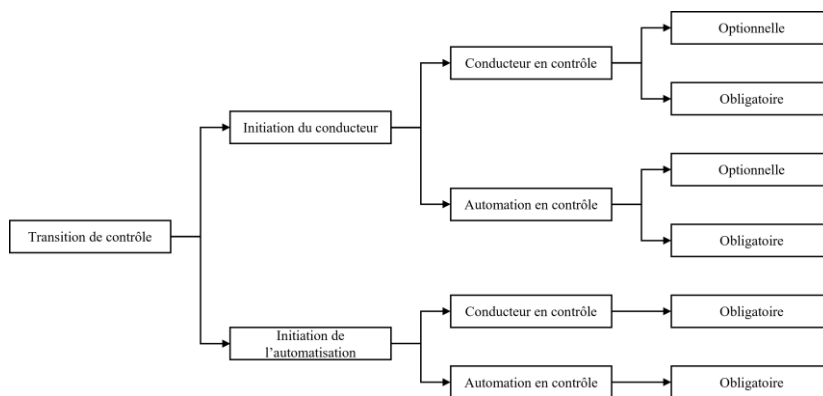 Optionnelle
Conducteur en contrôle
Obligatoire
Initiation du conducteur
Optionnelle
Automation en contrôle
Obligatoire
Transition de contrôle
Conducteur en contrôle
Obligatoire
Initiation de
l'automatisation
Automation en contrôle
Obligatoire